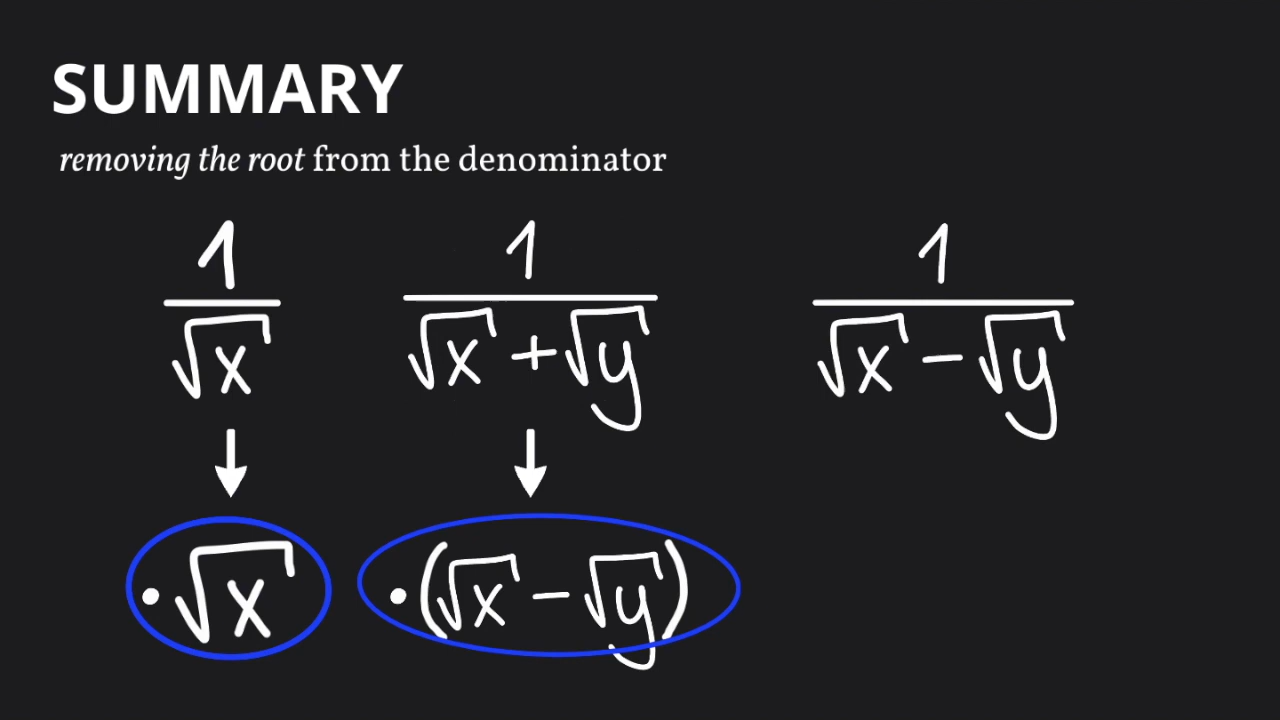 SUMMARY
removing the root from the denominator
1/√x 1/(√x+√y) 1/(√x−√y)
·√x ·(√x−√y)